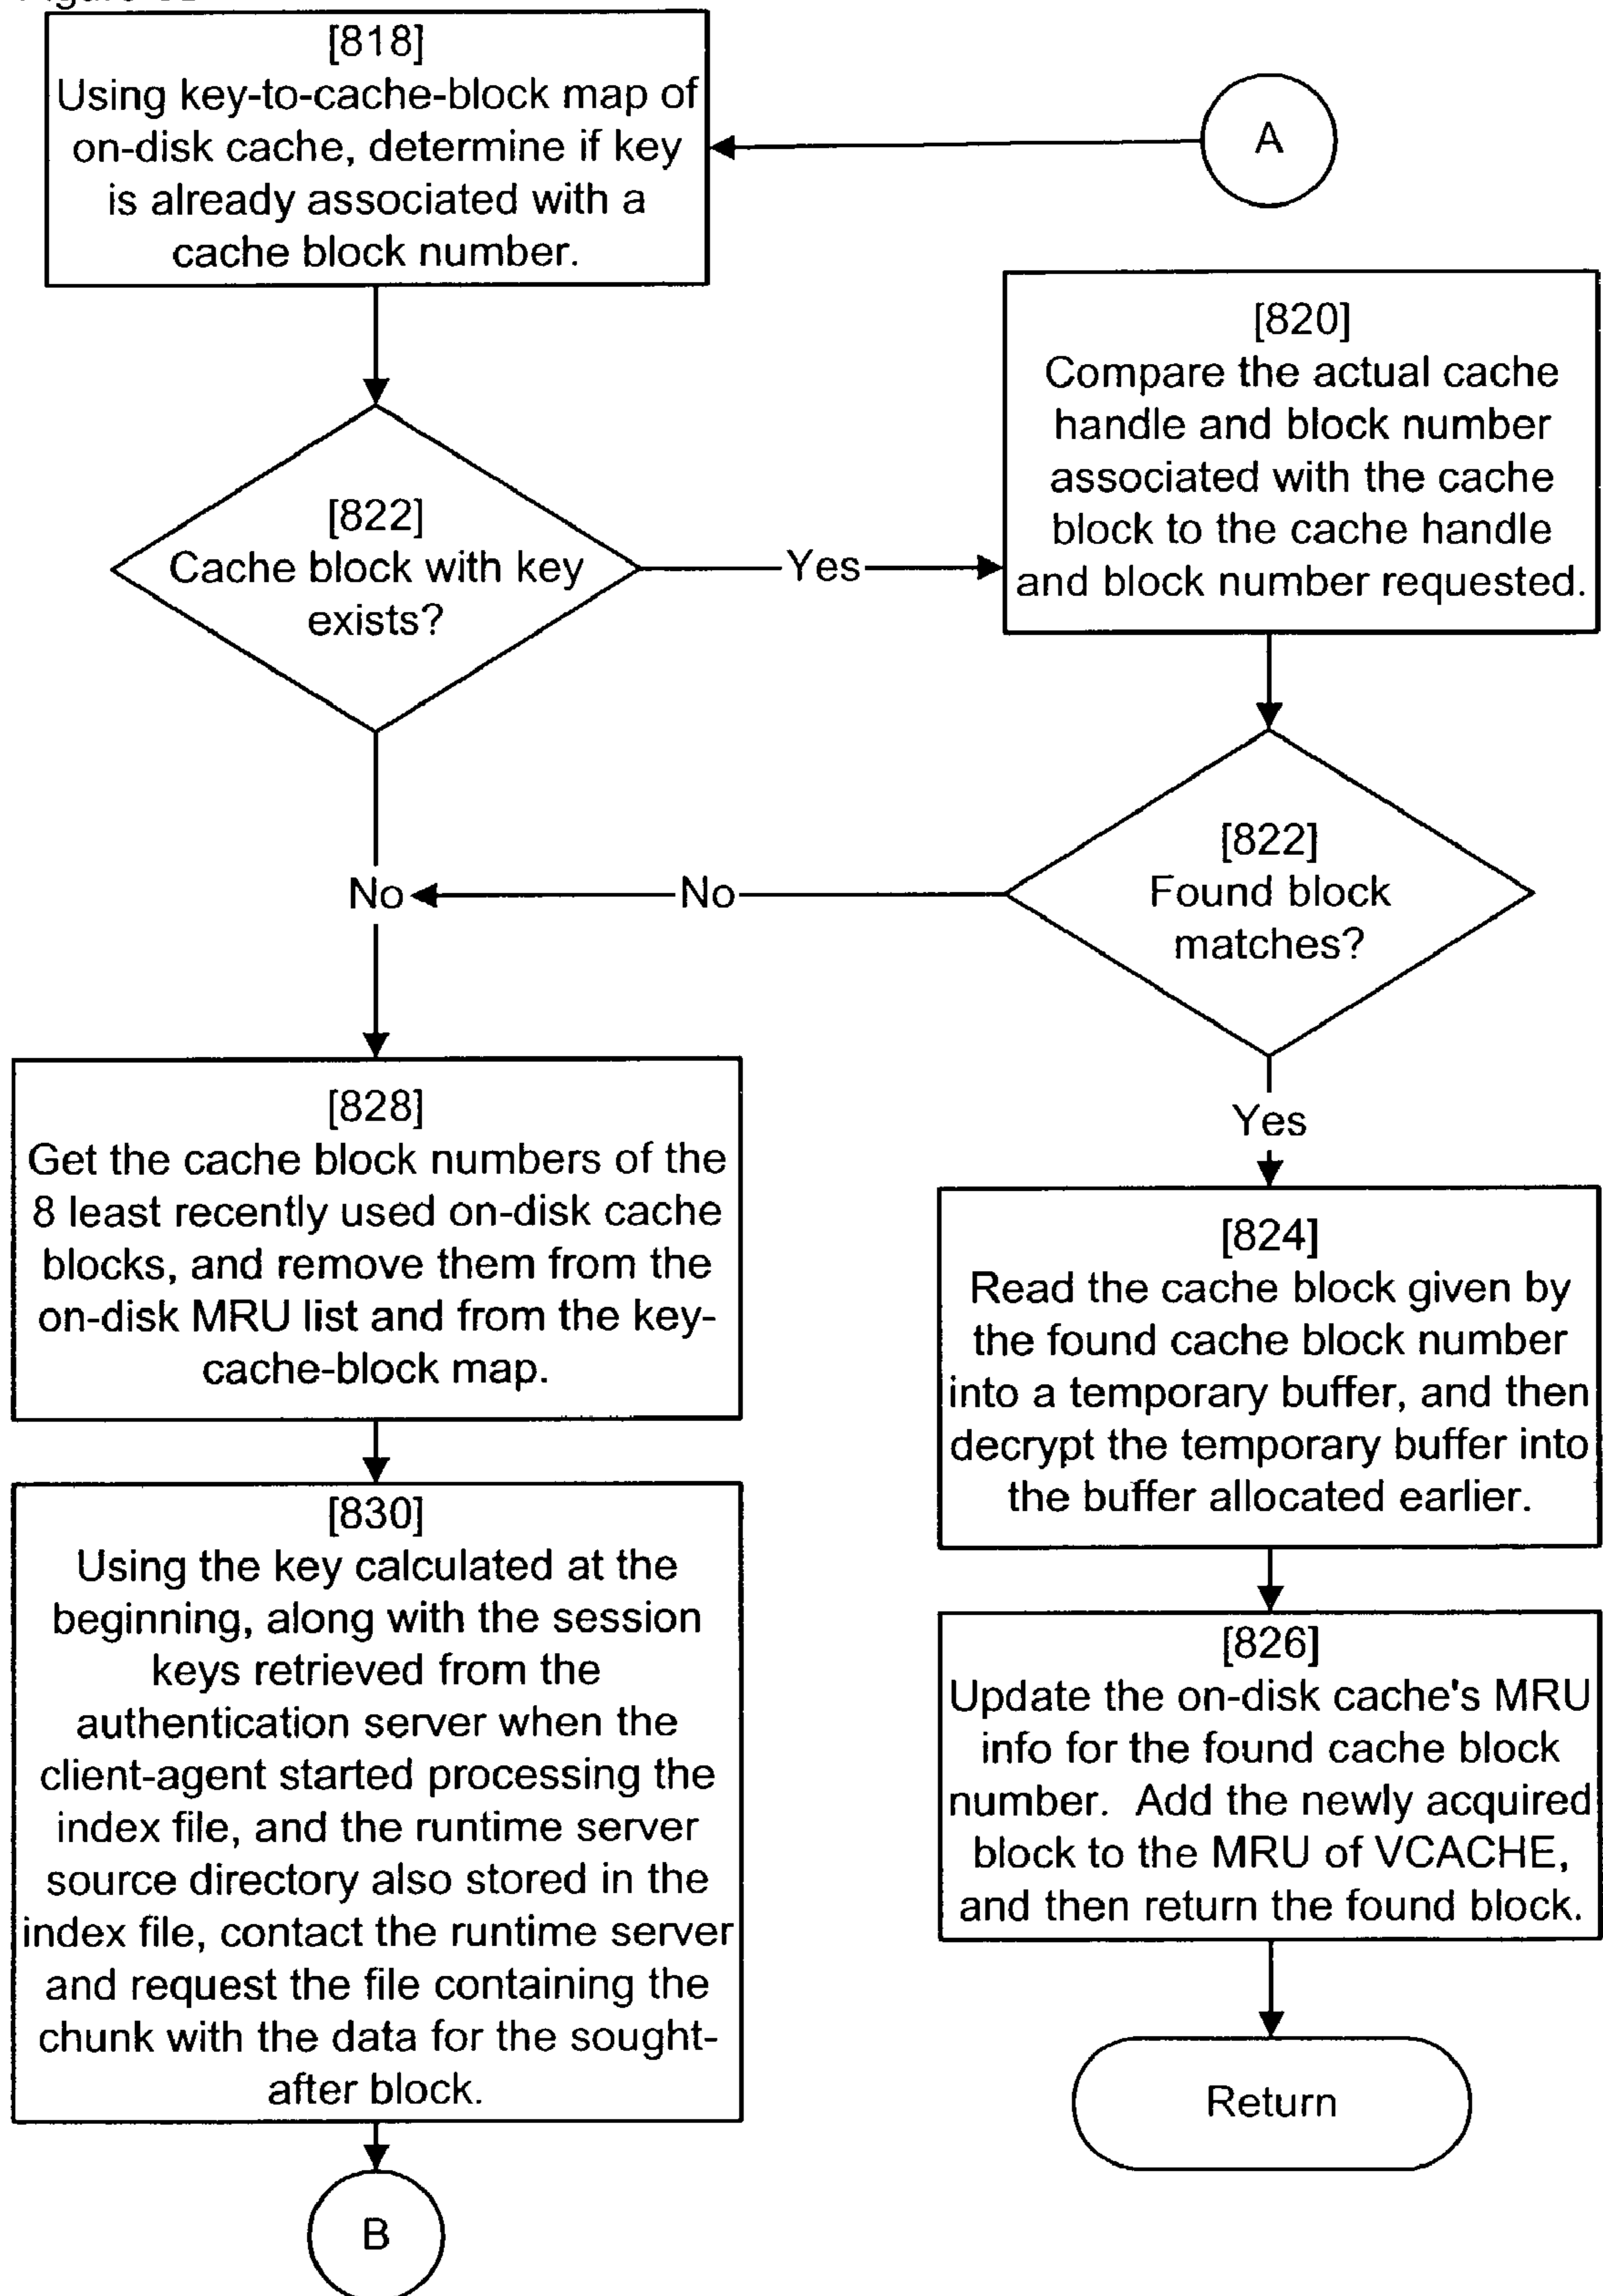 [818]
Using key-to-cache-block map of
on-disk cache, determine if key
is already associated with a
cache block number.
A
[820]
Compare the actual cache
handle and block number
associated with the cache
block to the cache handle
and block number requested.
[822]
Cache block with key
exists?
Yes
[822]
Found block
matches?
No
No
Yes
[828]
Get the cache block numbers of the
8 least recently used on-disk cache
blocks, and remove them from the
on-disk MRU list and from the key-
cache-block map.
[824]
Read the cache block given by
the found cache block number
into a temporary buffer, and then
decrypt the temporary buffer into
the buffer allocated earlier.
[830]
Using the key calculated at the
beginning, along with the session
keys retrieved from the
authentication server when the
client-agent started processing the
index file, and the runtime server
source directory also stored in the
index file, contact the runtime server
and request the file containing the
chunk with the data for the sought-
after block.
[826]
Update the on-disk cache's MRU
info for the found cache block
number.  Add the newly acquired
block to the MRU of VCACHE,
and then return the found block.
Return
B